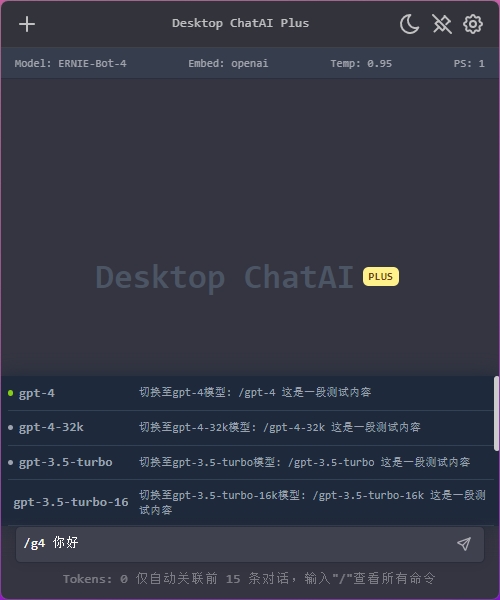 Desktop ChatAI Plus
Model: ERNIE-Bot-4 Embed: openai Temp: 0.95 PS: 1
Desktop ChatAI PLUS
gpt-4 切换至gpt-4模型: /gpt-4 这是一段测试内容
gpt-4-32k 切换至gpt-4-32k模型: /gpt-4-32k 这是一段测试内容
gpt-3.5-turbo 切换至gpt-3.5-turbo模型: /gpt-3.5-turbo 这是一段测试内容
gpt-3.5-turbo-16 切换至gpt-3.5-turbo-16k模型: /gpt-3.5-turbo-16k 这是一段测
试内容
/g4 你好
Tokens: 0 仅自动关联前 15 条对话，输入"/"查看所有命令